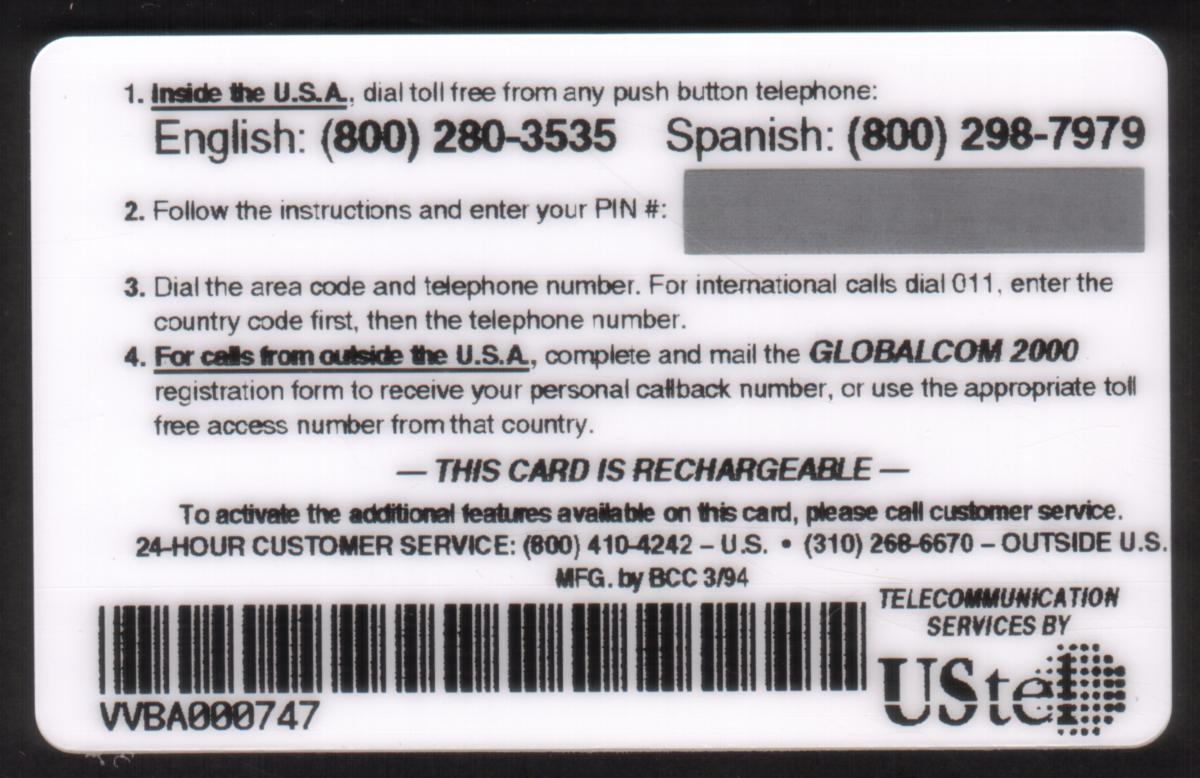 1. Inside the U.S.A., dial toll free from any push button telephone:
English: (800) 280-3535 Spanish: (800) 298-7979
2. Follow the instructions and enter your PIN #:
3. Dial the area code and telephone number. For international calls dial 011, enter the
country code first, then the telephone number.
4. For calls from outside the U.S.A., complete and mail the GLOBALCOM 2000
registration form to receive your personal callback number, or use the appropriate toll
free access number from that country.
— THIS CARD IS RECHARGEABLE —
To activate the additional features available on this card, please call customer service.
24-HOUR CUSTOMER SERVICE: (800) 410-4242 – U.S. • (310) 268-6670 – OUTSIDE U.S.
MFG. by BCC 3/94
TELECOMMUNICATION
SERVICES BY
UStel
VVBA000747